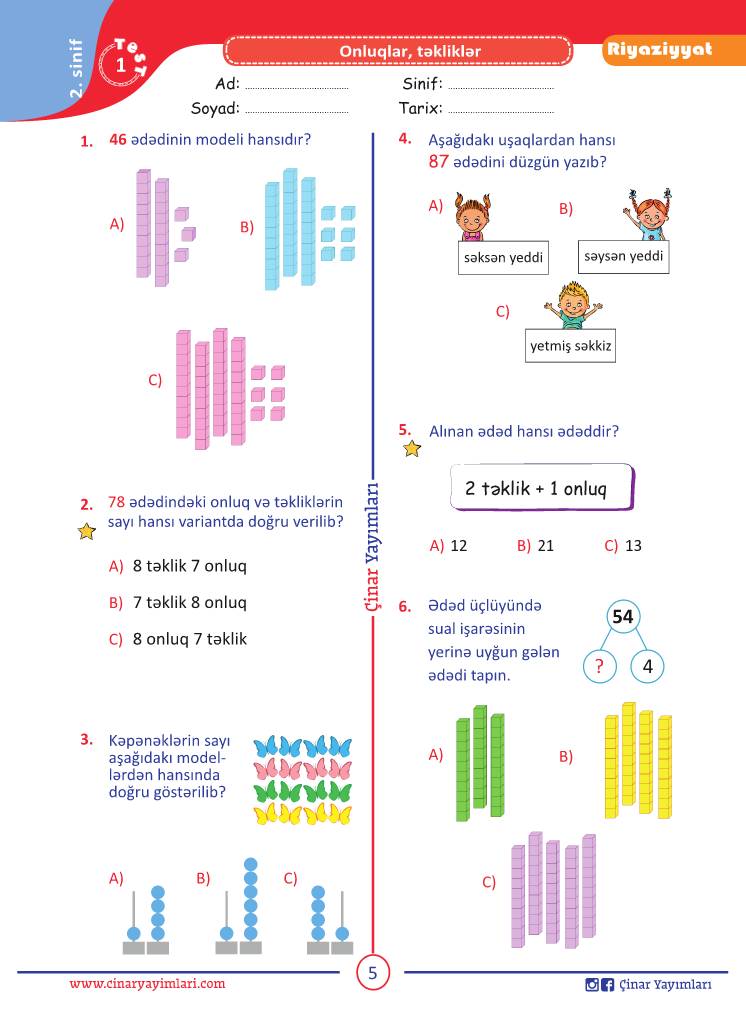 2. sinif
Test
1
Onluqlar, təkliklər
Riyaziyyat
Ad: ....................................
Sinif: ....................................
Soyad: ....................................
Tarix: ....................................
1. 46 ədədinin modeli hansıdır?
A)
B)
C)
2. 78 ədədindəki onluq və təkliklərin
sayı hansı variantda doğru verilib?
A) 8 təklik 7 onluq
B) 7 təklik 8 onluq
C) 8 onluq 7 təklik
3. Kəpənəklərin sayı
aşağıdakı model-
lərdən hansında
doğru göstərilib?
A)
B)
C)
Çinar Yayımları
4. Aşağıdakı uşaqlardan hansı
87 ədədini düzgün yazıb?
A)
səksən yeddi
B)
səysən yeddi
C)
yetmiş səkkiz
5. Alınan ədəd hansı ədəddir?
2 təklik + 1 onluq
A) 12
B) 21
C) 13
6. Ədəd üçlüyündə
sual işarəsinin
yerinə uyğun gələn
ədədi tapın.
54
?
4
A)
B)
C)
www.cinaryayimlari.com
5
Çinar Yayımları